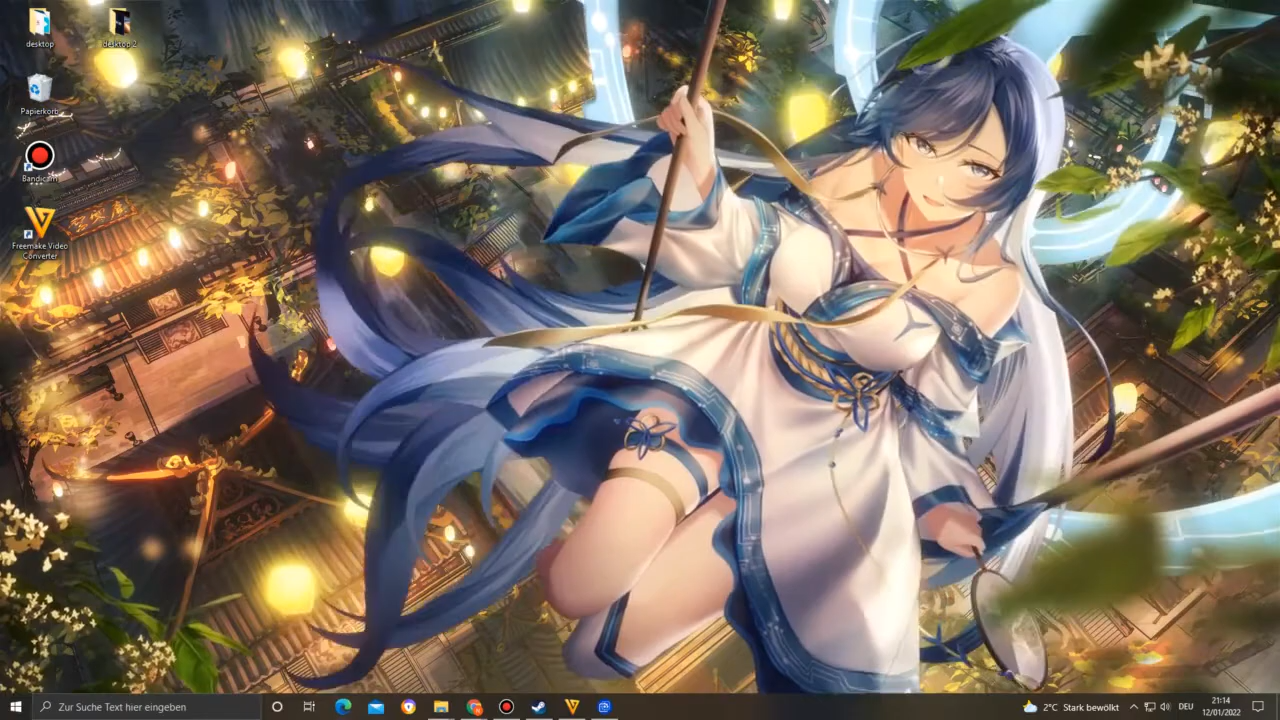 desktop
desktop 2
Papierkorb
Bandicam
Freemake Video
Converter
Zur Suche Text hier eingeben
2°C Stark bewölkt
DEU
21:14
12/01/2022